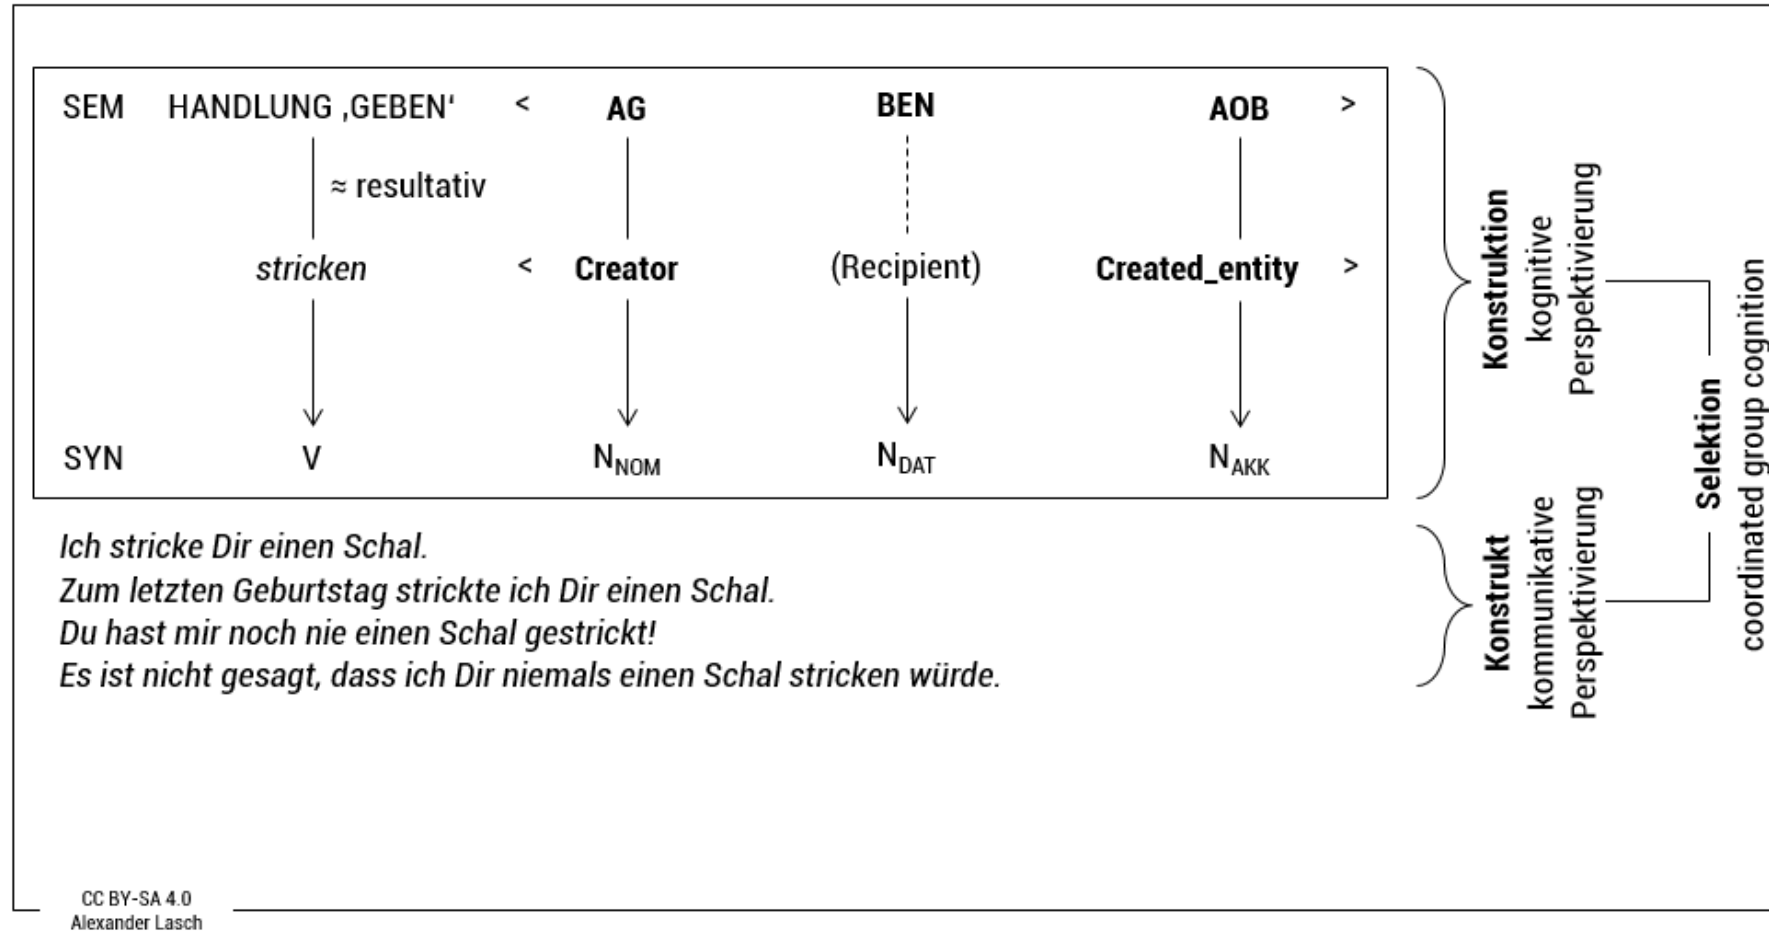 SEM HANDLUNG ‚GEBEN‘ < AG BEN AOB >
≈ resultativ
stricken < Creator (Recipient) Created_entity >
SYN V N_NOM N_DAT N_AKK
Ich stricke Dir einen Schal.
Zum letzten Geburtstag strickte ich Dir einen Schal.
Du hast mir noch nie einen Schal gestrickt!
Es ist nicht gesagt, dass ich Dir niemals einen Schal stricken würde.
Konstruktion
kognitive
Perspektivierung
Konstrukt
kommunikative
Perspektivierung
Selektion
coordinated group cognition
CC BY-SA 4.0
Alexander Lasch